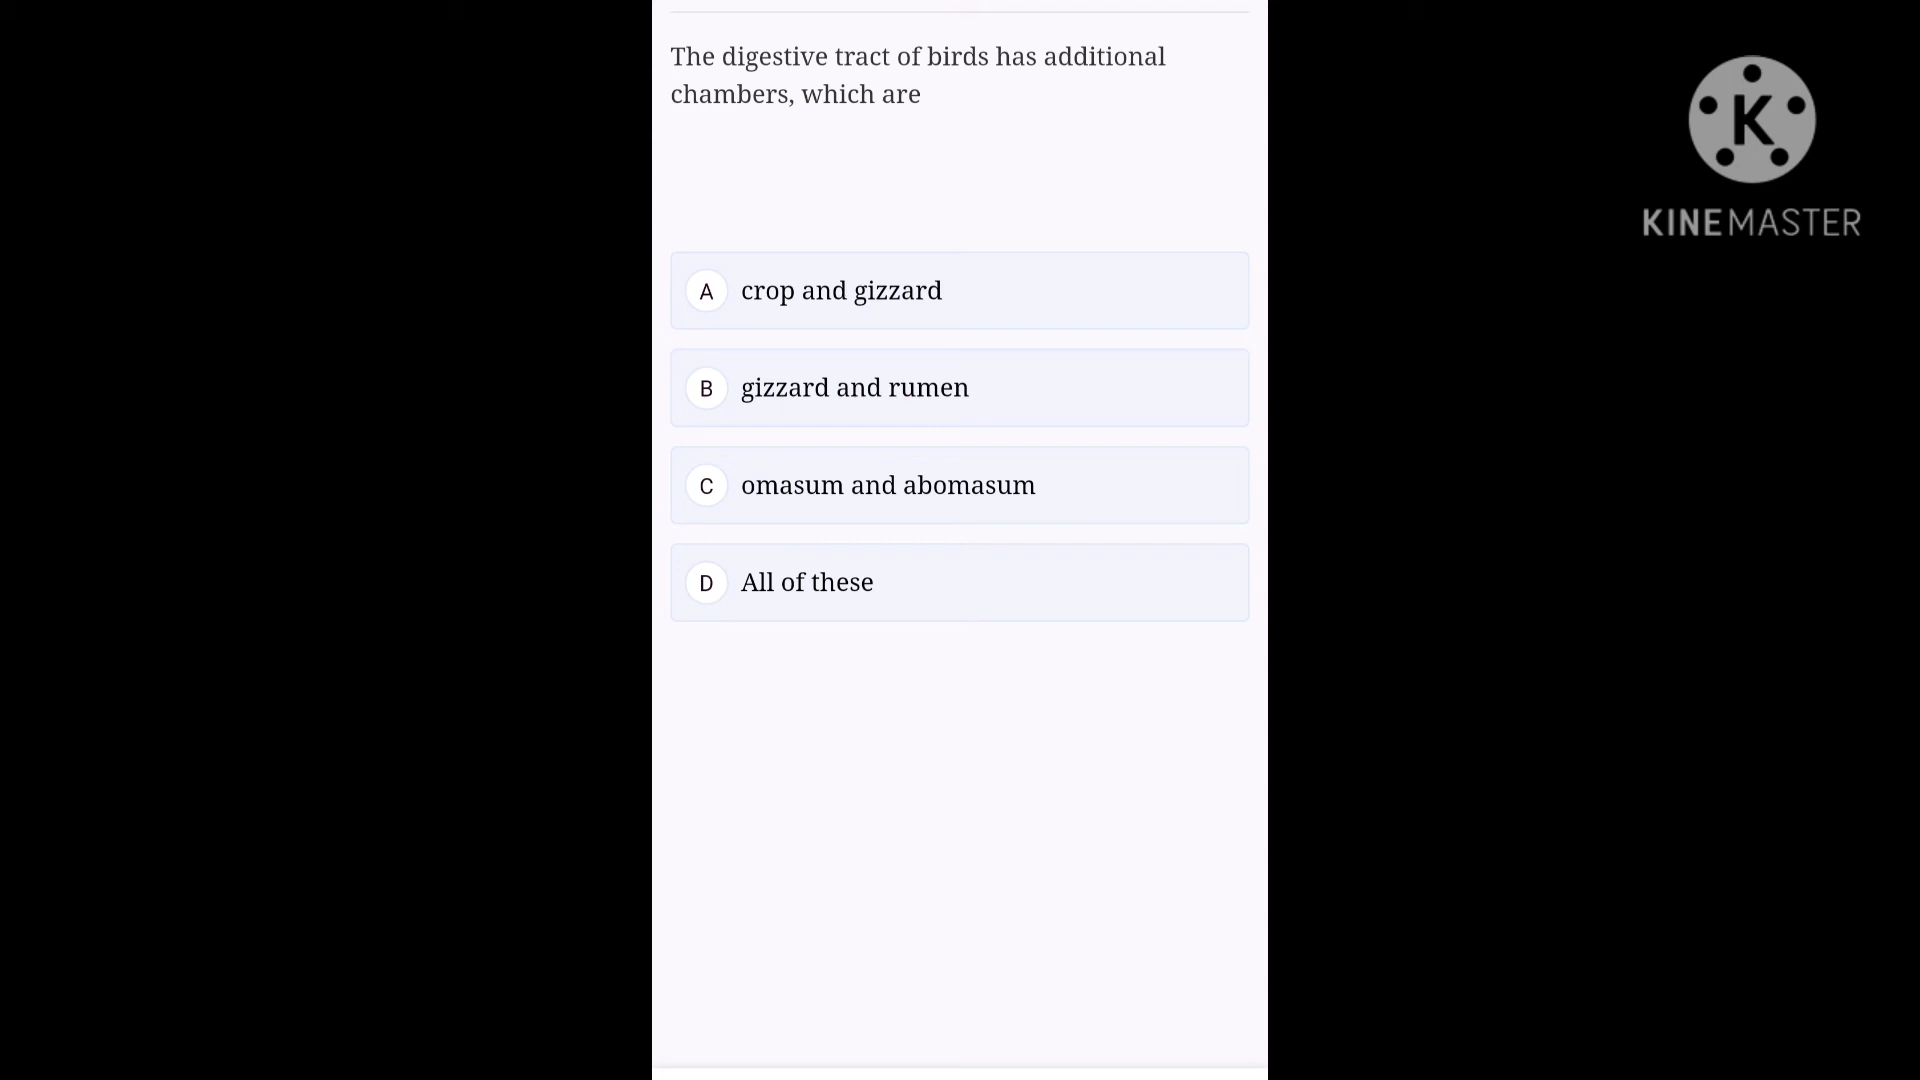 The digestive tract of birds has additional
chambers, which are
A crop and gizzard
B gizzard and rumen
C omasum and abomasum
D All of these
K
KINEMASTER